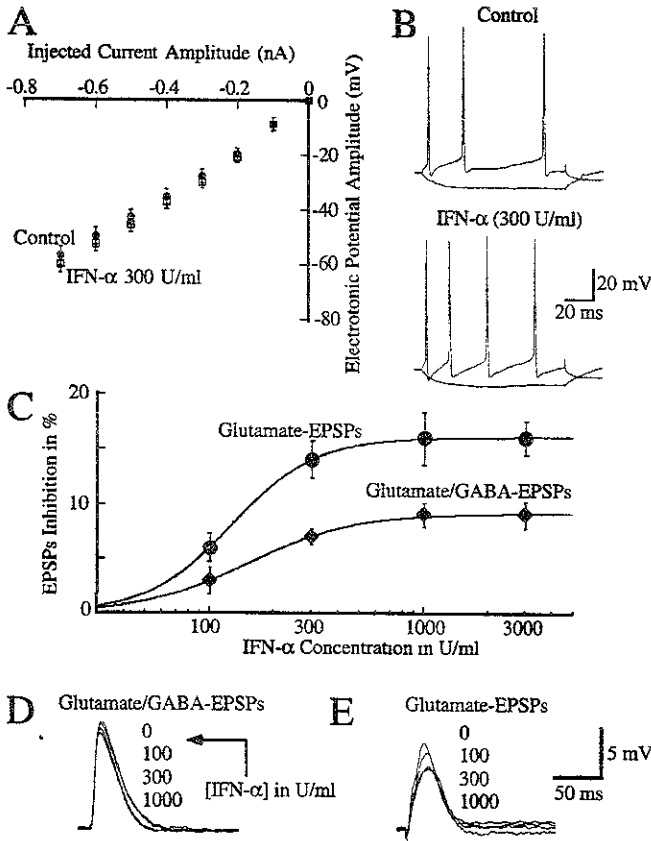 A
Injected Current Amplitude (nA)
-0.8 -0.6 -0.4 -0.2 0
0
-20
-40
-60
-80
Electrotonic Potential Amplitude (mV)
Control
IFN-α 300 U/ml
B
Control
IFN-α (300 U/ml)
20 mV
20 ms
C
20
10
0
EPSPs Inhibition in %
Glutamate-EPSPs
Glutamate/GABA-EPSPs
100 300 1000 3000
IFN-α Concentration in U/ml
D
Glutamate/GABA-EPSPs
0
100
300
1000
[IFN-α] in U/ml
E
Glutamate-EPSPs
0
100
300
1000
5 mV
50 ms